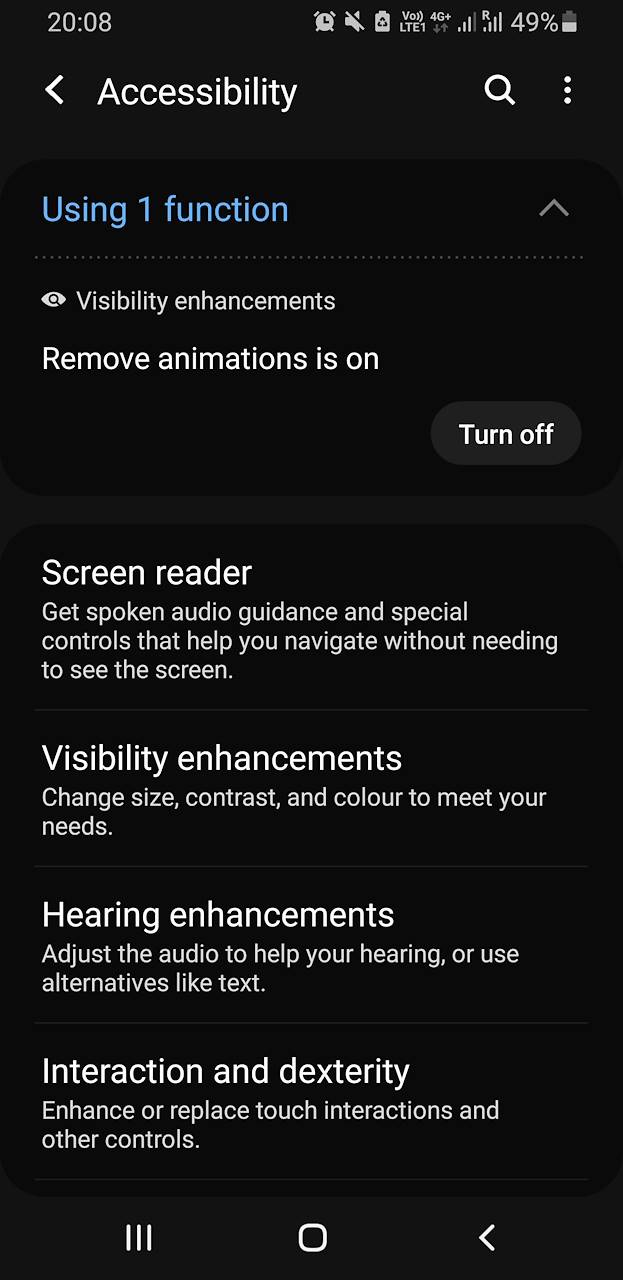 20:08
Vo)) 4G+ R 49%
LTE1
Accessibility
Using 1 function
Visibility enhancements
Remove animations is on
Turn off
Screen reader
Get spoken audio guidance and special
controls that help you navigate without needing
to see the screen.
Visibility enhancements
Change size, contrast, and colour to meet your
needs.
Hearing enhancements
Adjust the audio to help your hearing, or use
alternatives like text.
Interaction and dexterity
Enhance or replace touch interactions and
other controls.